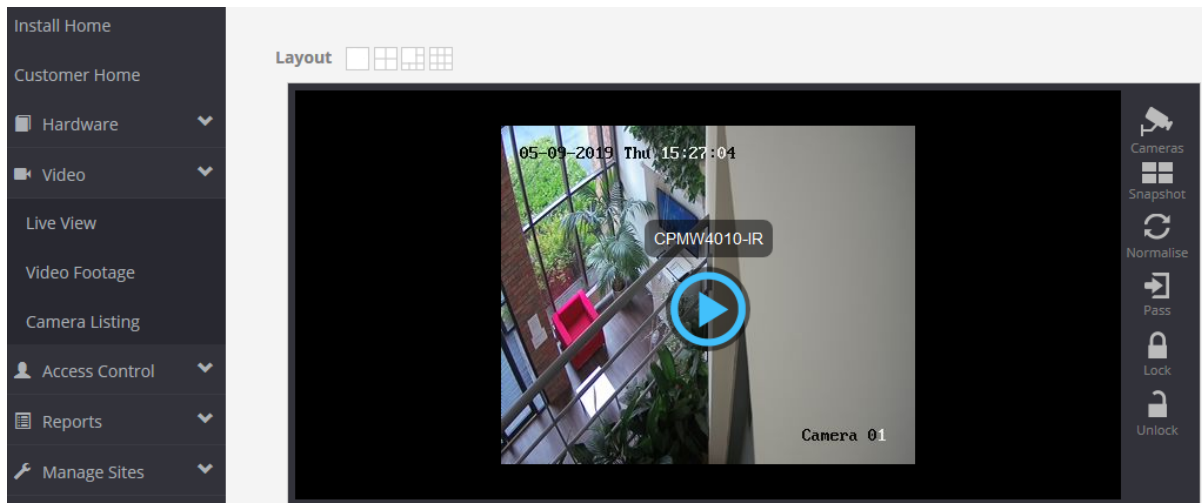 Install Home
Customer Home
Hardware
Video
Live View
Video Footage
Camera Listing
Access Control
Reports
Manage Sites
Layout
05-09-2019 Thu 15:27:04
CPMW4010-IR
Camera 01
Cameras
Snapshot
Normalise
Pass
Lock
Unlock